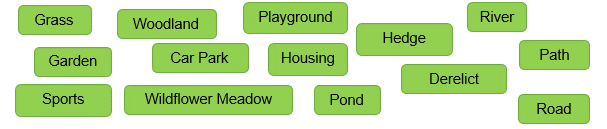 Grass
Woodland
Playground
River
Hedge
Garden
Car Park
Housing
Path
Derelict
Sports
Wildflower Meadow
Pond
Road